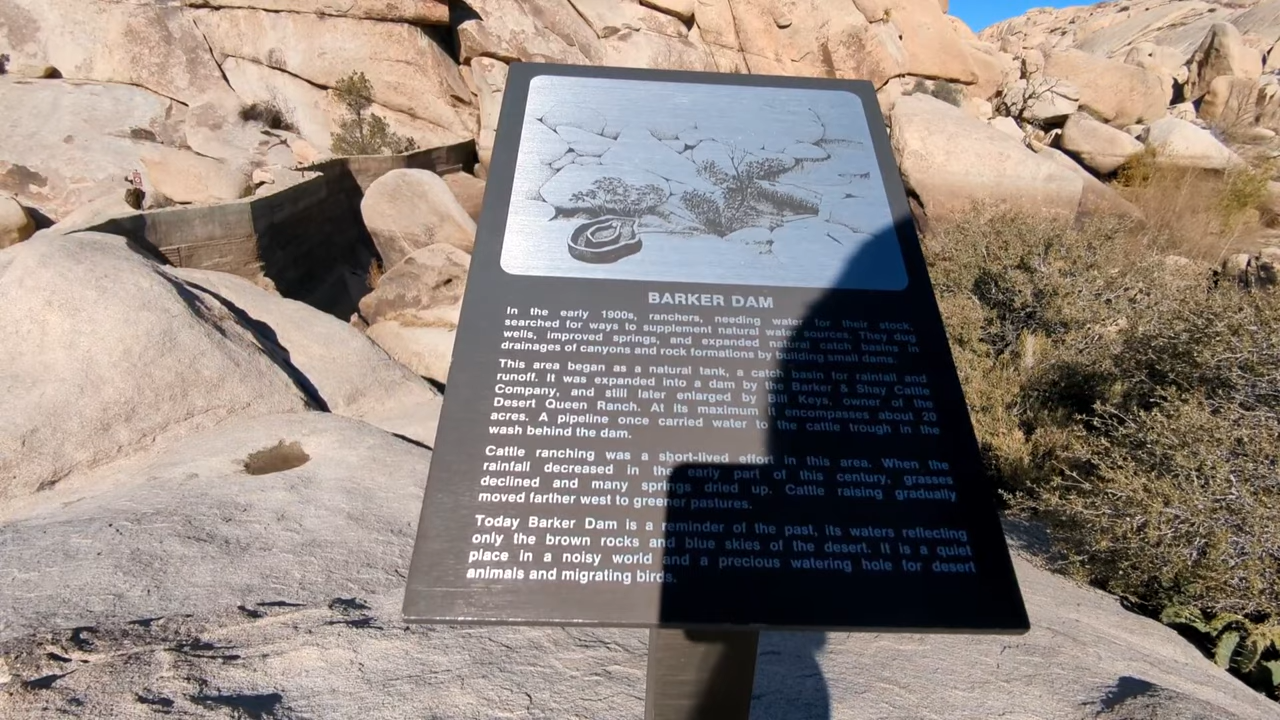 BARKER DAM
In the early 1900s, ranchers, needing water for their stock,
searched for ways to supplement natural water sources. They dug
wells, improved springs, and expanded natural catch basins in
drainages of canyons and rock formations by building small dams.
This area began as a natural tank, a catch basin for rainfall and
runoff. It was expanded into a dam by the Barker & Shay Cattle
Company, and still later enlarged by Bill Keys, owner of the
Desert Queen Ranch. At its maximum it encompasses about 20
acres. A pipeline once carried water to the cattle trough in the
wash behind the dam.
Cattle ranching was a short-lived effort in this area. When the
rainfall decreased in the early part of this century, grasses
declined and many springs dried up. Cattle raising gradually
moved farther west to greener pastures.
Today Barker Dam is a reminder of the past, its waters reflecting
only the brown rocks and blue skies of the desert. It is a quiet
place in a noisy world and a precious watering hole for desert
animals and migrating birds.